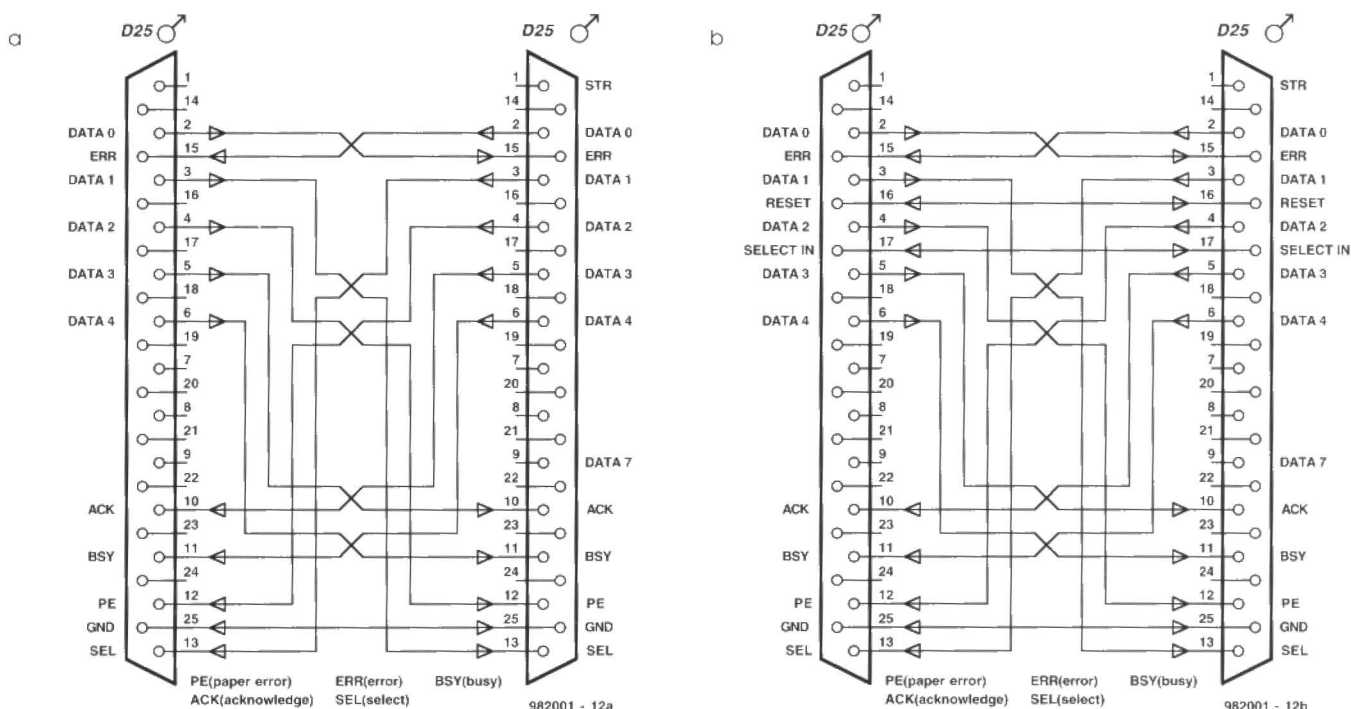 a
D25 D25
1 1 STR
14 14
DATA 0 2 2 DATA 0
ERR 15 15 ERR
DATA 1 3 3 DATA 1
16 16
DATA 2 4 4 DATA 2
17 17
DATA 3 5 5 DATA 3
18 18
DATA 4 6 6 DATA 4
19 19
7 7
20 20
8 8
21 21
9 9 DATA 7
22 22
ACK 10 10 ACK
23 23
BSY 11 11 BSY
24 24
PE 12 12 PE
GND 25 25 GND
SEL 13 13 SEL
PE(paper error) ERR(error) BSY(busy)
ACK(acknowledge) SEL(select)
982001 - 12a
b
D25 D25
1 1 STR
14 14
DATA 0 2 2 DATA 0
ERR 15 15 ERR
DATA 1 3 3 DATA 1
RESET 16 16 RESET
DATA 2 4 4 DATA 2
SELECT IN 17 17 SELECT IN
DATA 3 5 5 DATA 3
18 18
DATA 4 6 6 DATA 4
19 19
7 7
20 20
8 8
21 21
9 9 DATA 7
22 22
ACK 10 10 ACK
23 23
BSY 11 11 BSY
24 24
PE 12 12 PE
GND 25 25 GND
SEL 13 13 SEL
PE(paper error) ERR(error) BSY(busy)
ACK(acknowledge) SEL(select)
982001 - 12b